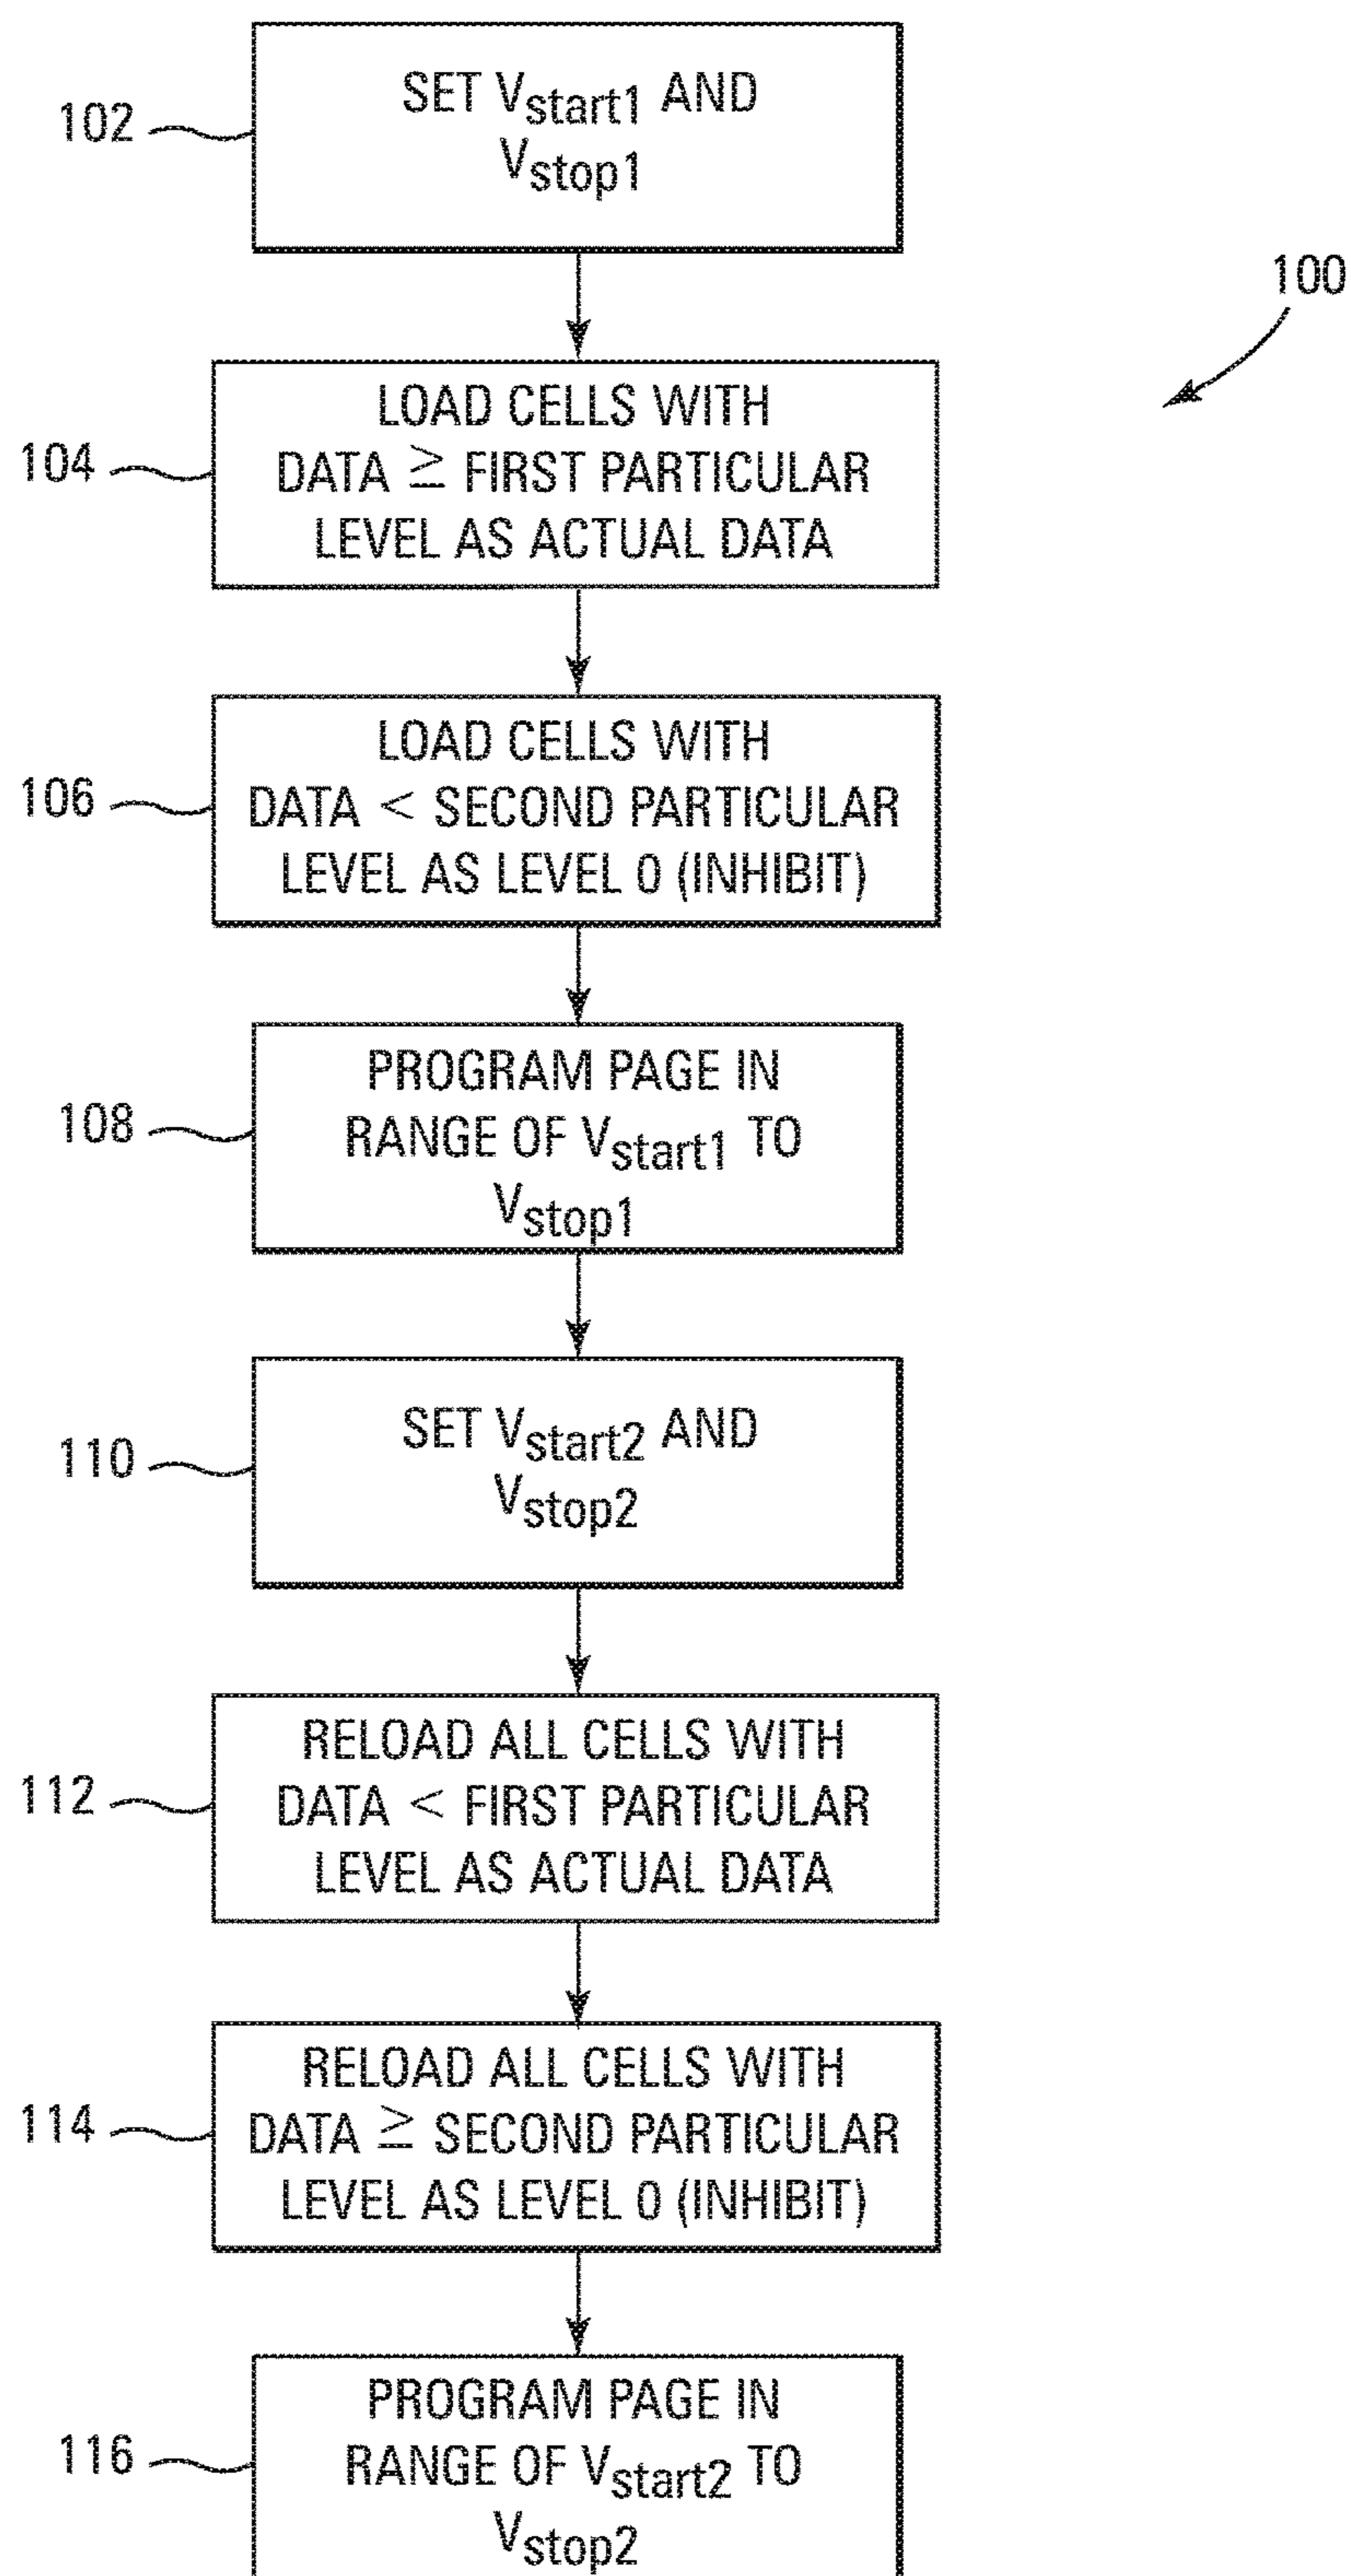 102
SET Vstart1 AND
Vstop1
100
104
LOAD CELLS WITH
DATA ≥ FIRST PARTICULAR
LEVEL AS ACTUAL DATA
106
LOAD CELLS WITH
DATA < SECOND PARTICULAR
LEVEL AS LEVEL 0 (INHIBIT)
108
PROGRAM PAGE IN
RANGE OF Vstart1 TO
Vstop1
110
SET Vstart2 AND
Vstop2
112
RELOAD ALL CELLS WITH
DATA < FIRST PARTICULAR
LEVEL AS ACTUAL DATA
114
RELOAD ALL CELLS WITH
DATA ≥ SECOND PARTICULAR
LEVEL AS LEVEL 0 (INHIBIT)
116
PROGRAM PAGE IN
RANGE OF Vstart2 TO
Vstop2